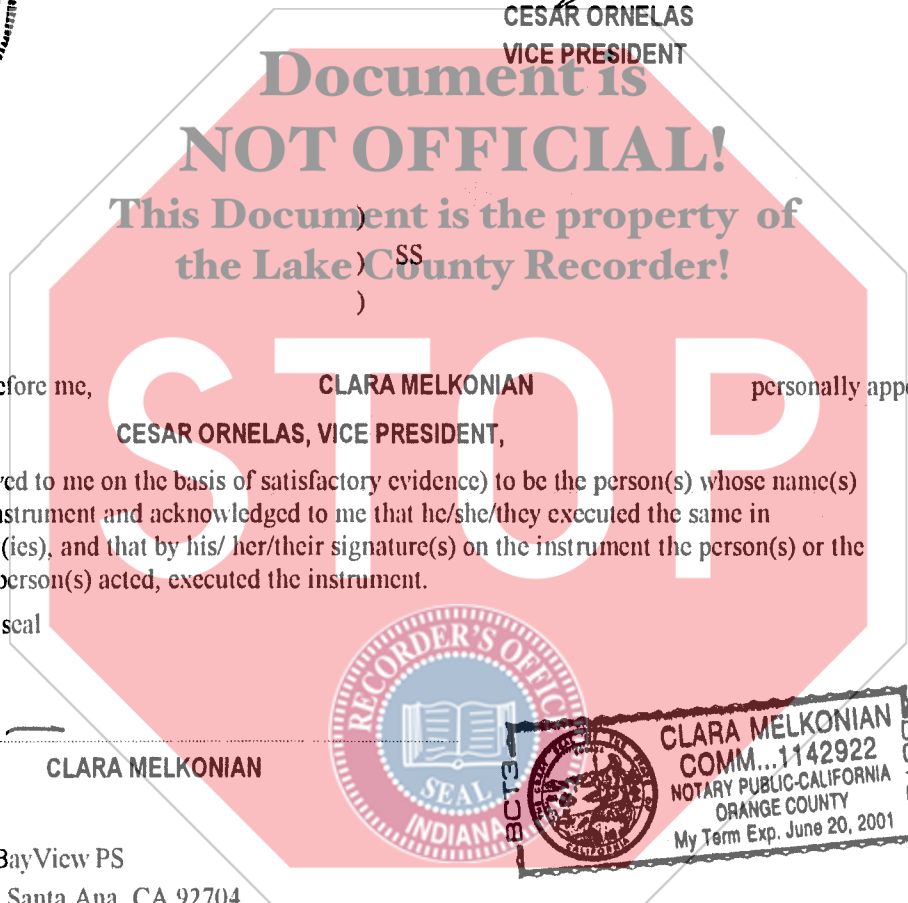 CESAR ORNELAS
VICE PRESIDENT
Document is
NOT OFFICIAL!
This Document is the property of
the Lake County Recorder!
)
) SS
)
STOP
efore me, CLARA MELKONIAN personally appe
CESAR ORNELAS, VICE PRESIDENT,
ved to me on the basis of satisfactory evidence) to be the person(s) whose name(s)
nstrument and acknowledged to me that he/she/they executed the same in
(ies), and that by his/ her/their signature(s) on the instrument the person(s) or the
person(s) acted, executed the instrument.
seal
RECORDER'S OFFICE
SEAL
INDIANA
CLARA MELKONIAN
BCT3
CLARA MELKONIAN
COMM...1142922
NOTARY PUBLIC-CALIFORNIA
ORANGE COUNTY
My Term Exp. June 20, 2001
CALIFORNIA
BayView PS
Santa Ana, CA 92704